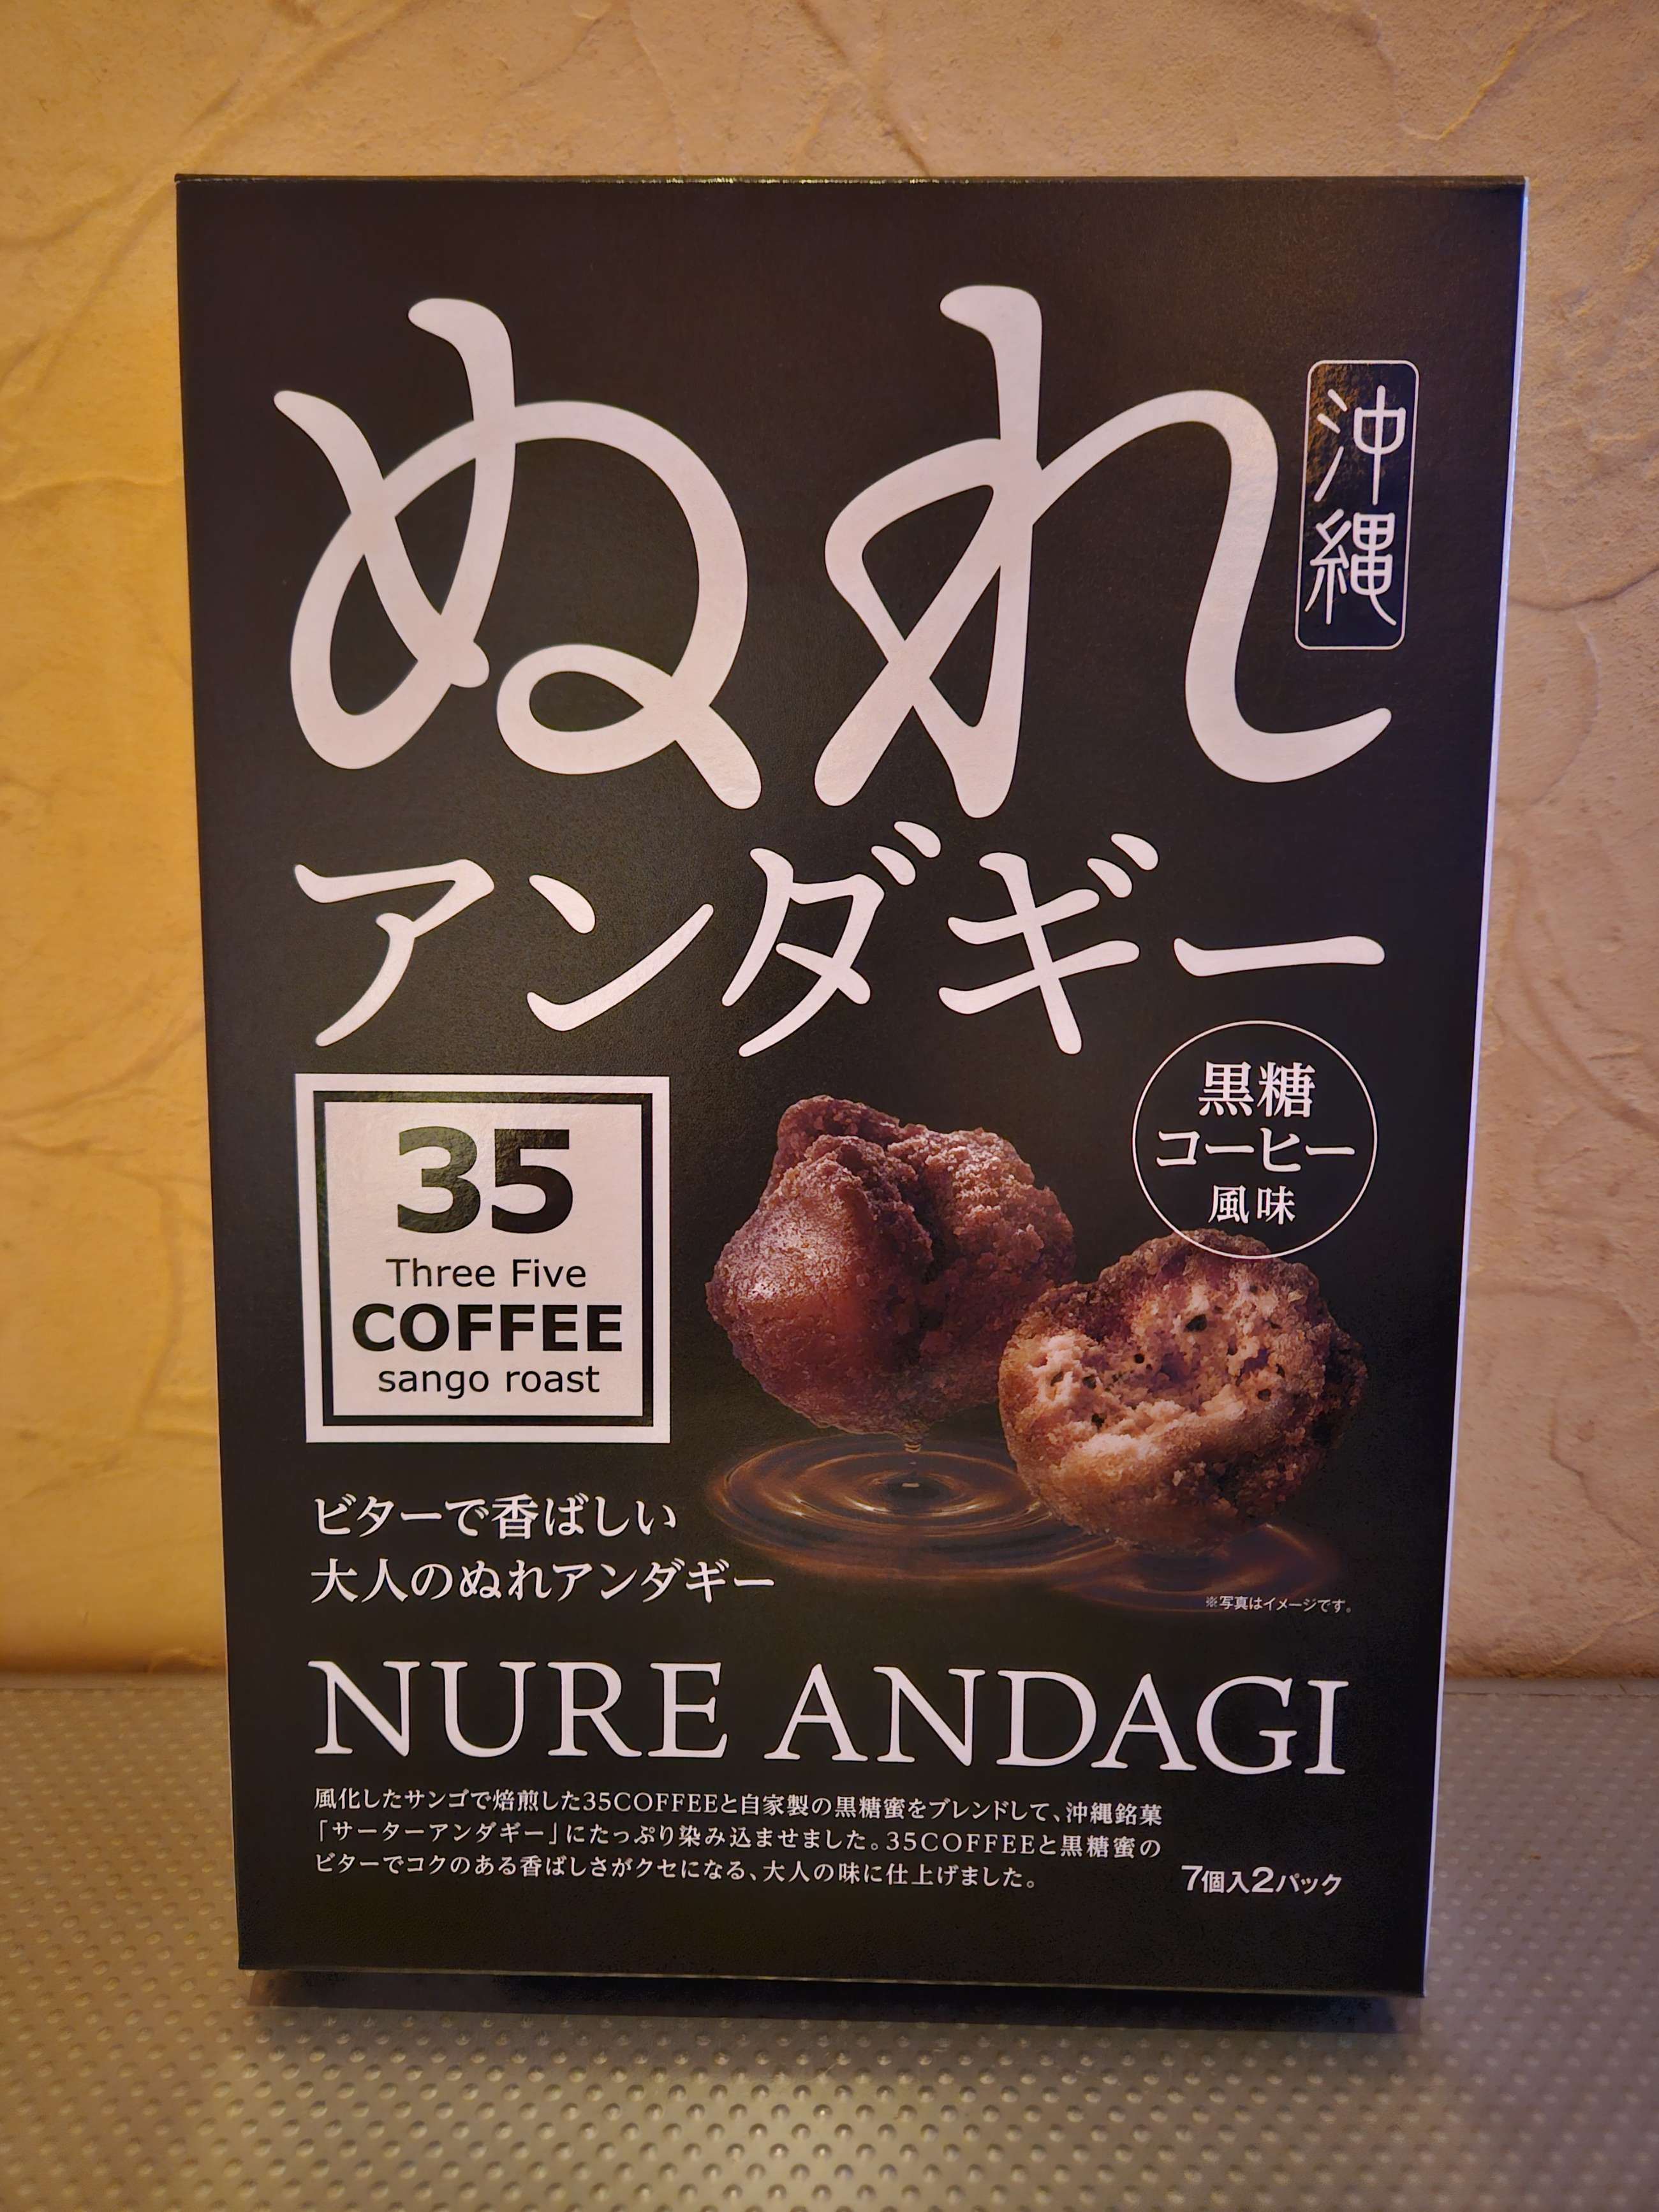 ぬれ
沖縄
アンダギー
黒糖
コーヒー
風味
35
Three Five
COFFEE
sango roast
ビターで香ばしい
大人のぬれアンダギー
※写真はイメージです。
NURE ANDAGI
風化したサンゴで焙煎した35COFFEEと自家製の黒糖蜜をブレンドして、沖縄銘菓
「サーターアンダギー」にたっぷり染み込ませました。35COFFEEと黒糖蜜の
ビターでコクのある香ばしさがクセになる、大人の味に仕上げました。
7個入2パック